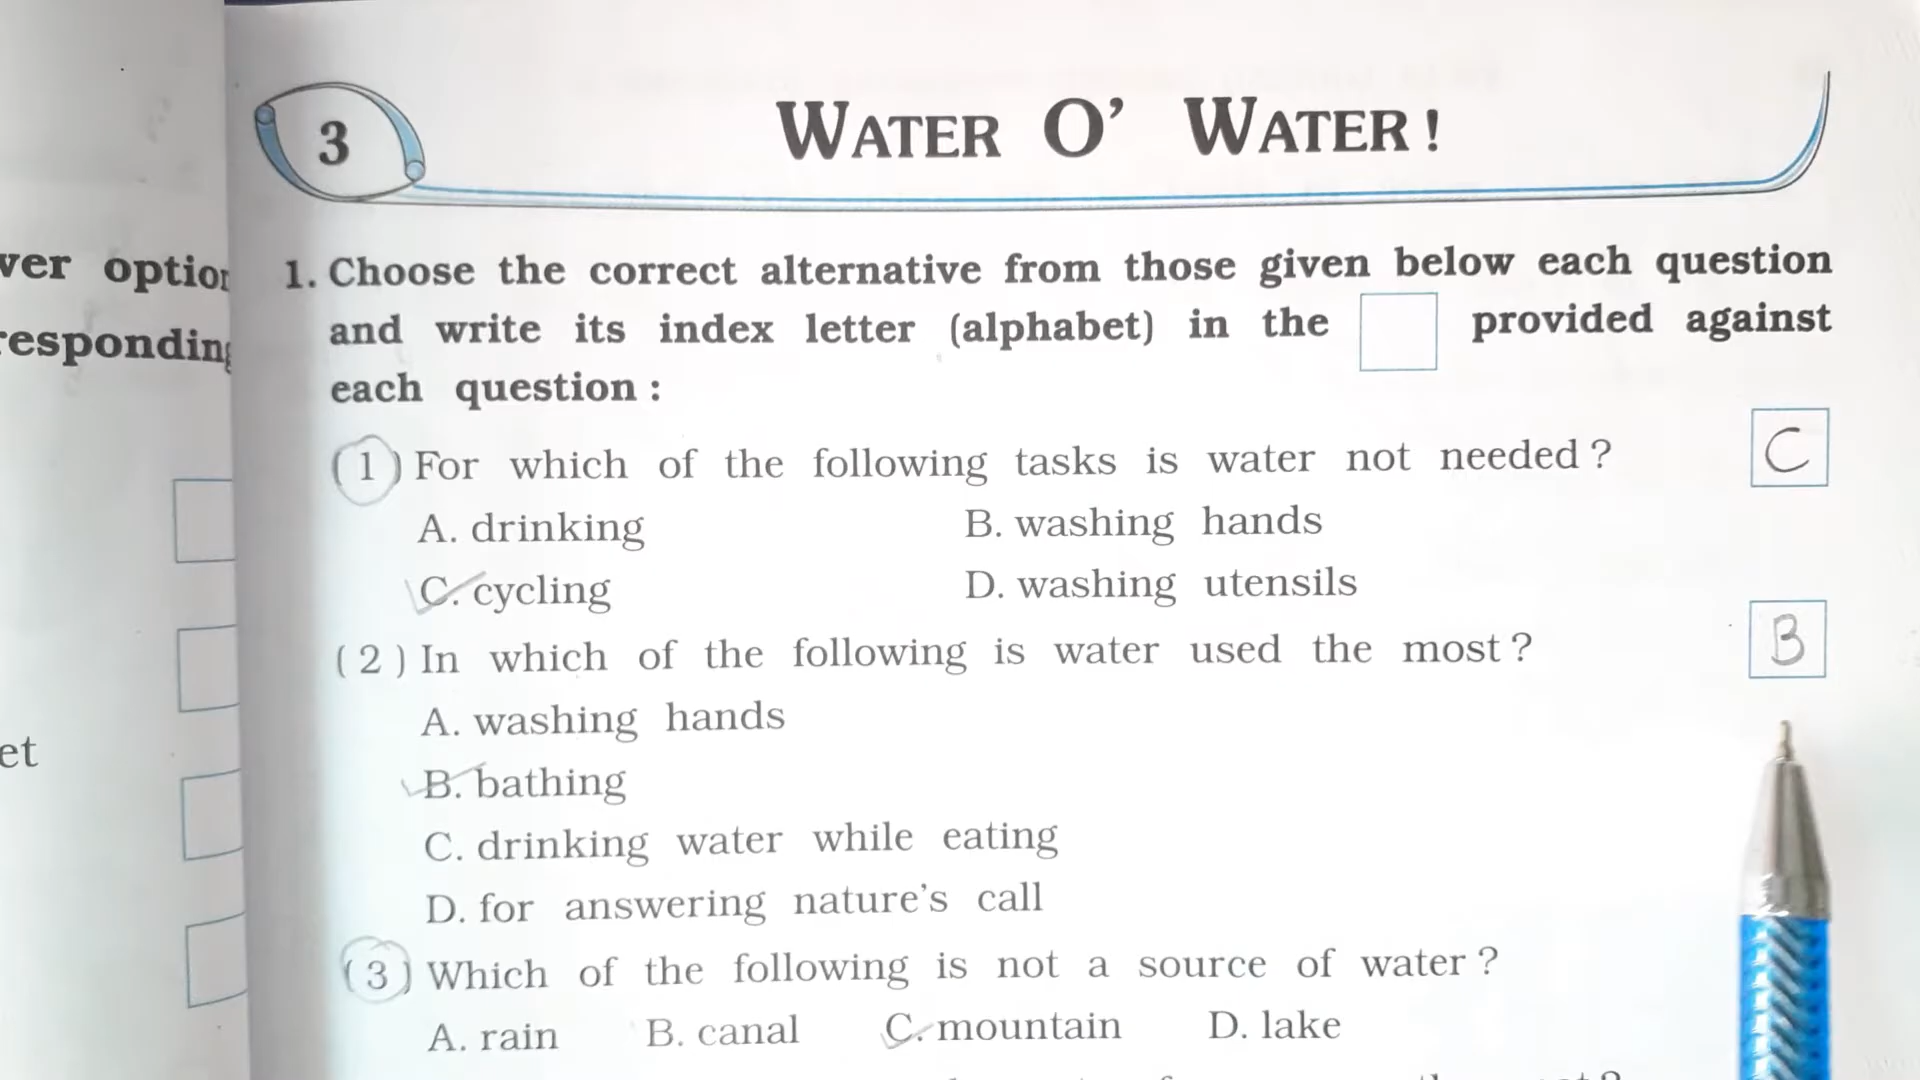 3 WATER O' WATER!
ver option
1. Choose the correct alternative from those given below each question
and write its index letter (alphabet) in the provided against
esponding
each question :
(1) For which of the following tasks is water not needed ? C
A. drinking B. washing hands
C. cycling D. washing utensils
(2) In which of the following is water used the most ? B
A. washing hands
et
B. bathing
C. drinking water while eating
D. for answering nature's call
(3) Which of the following is not a source of water ?
A. rain B. canal C. mountain D. lake